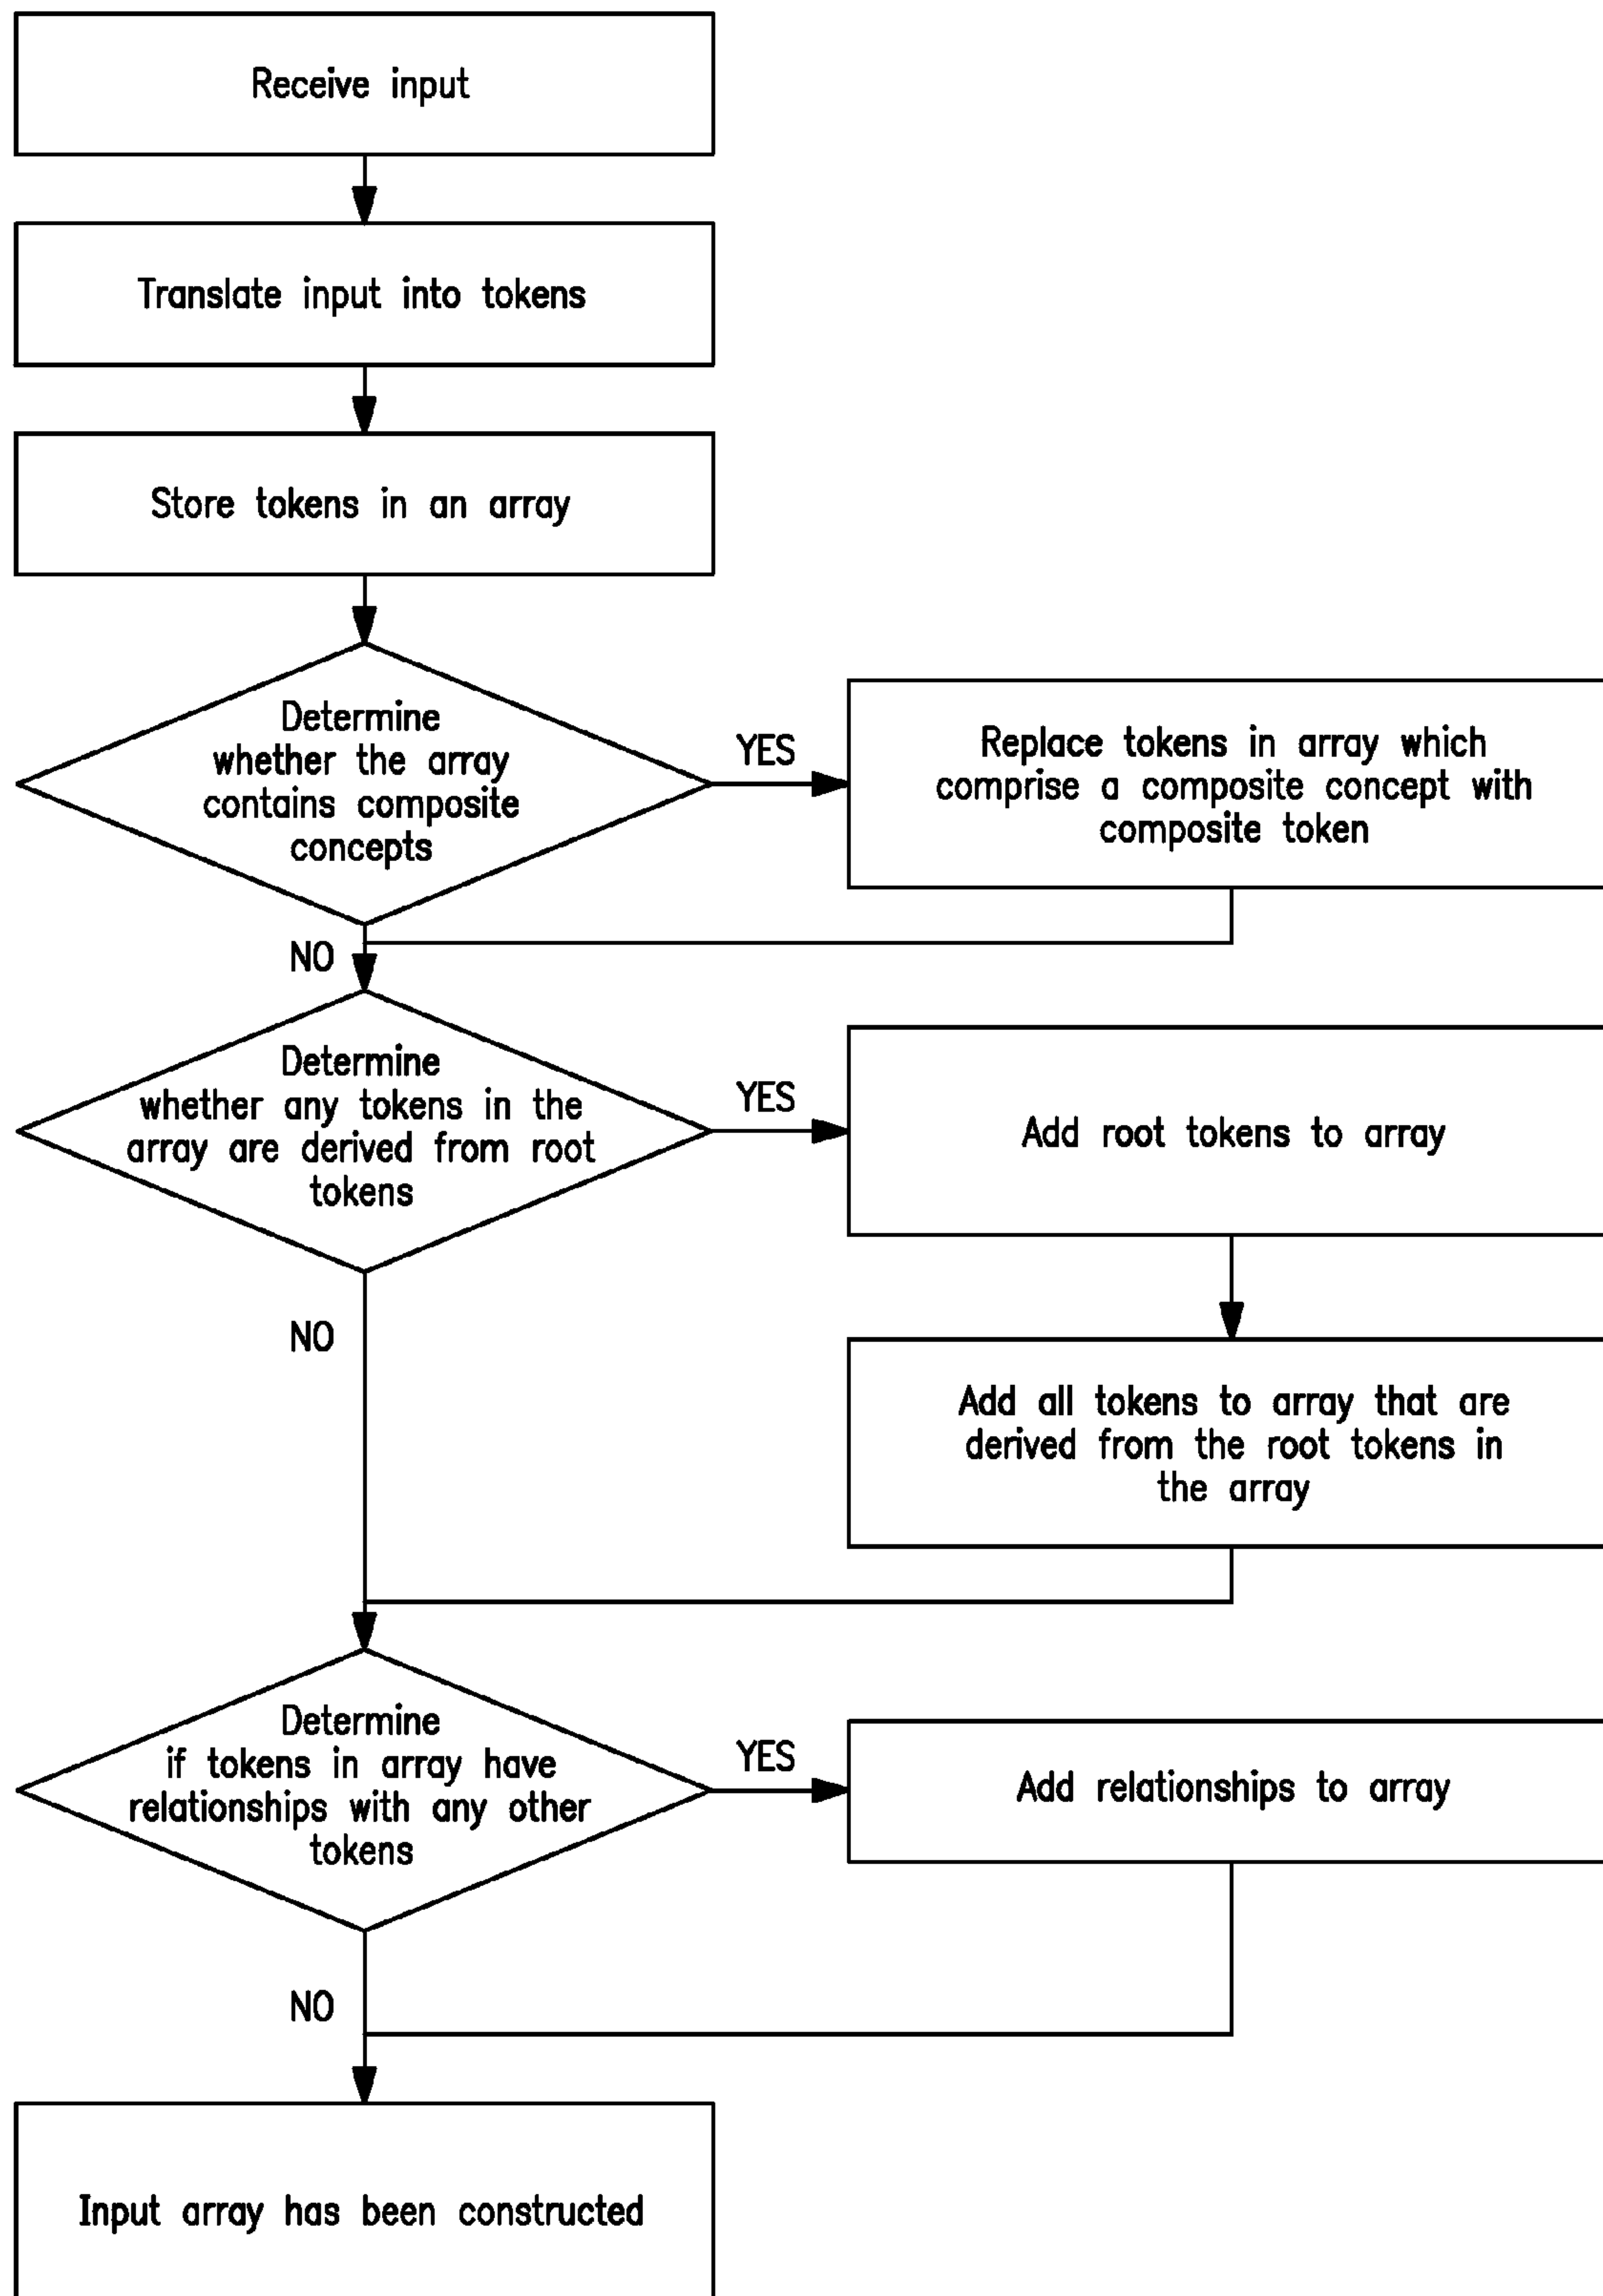 Receive input
Translate input into tokens
Store tokens in an array
Determine
whether the array
contains composite
concepts
YES
Replace tokens in array which
comprise a composite concept with
composite token
NO
Determine
whether any tokens in the
array are derived from root
tokens
YES
Add root tokens to array
NO
Add all tokens to array that are
derived from the root tokens in
the array
Determine
if tokens in array have
relationships with any other
tokens
YES
Add relationships to array
NO
Input array has been constructed